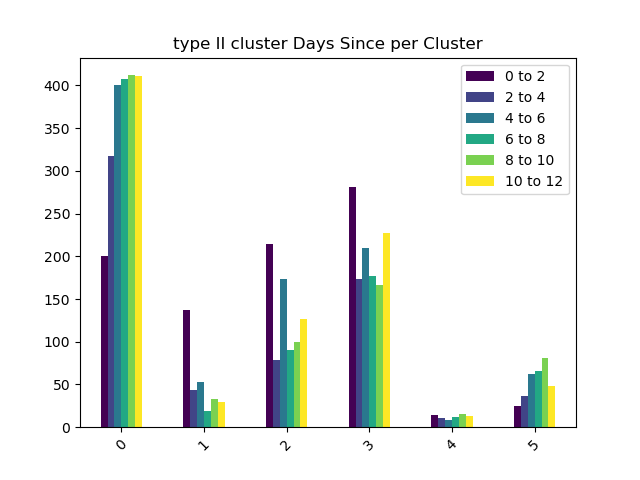 type II cluster Days Since per Cluster
400
350
300
250
200
150
100
50
0
0 to 2
2 to 4
4 to 6
6 to 8
8 to 10
10 to 12
0 1 2 3 4 5